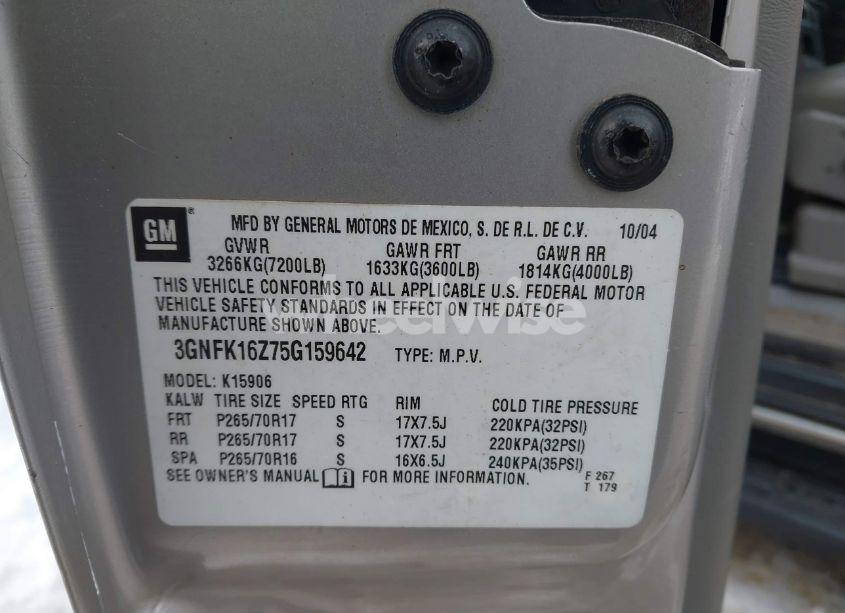 GM ® MFD BY GENERAL MOTORS DE MEXICO, S. DE R.L. DE C.V. 10/04
GVWR GAWR FRT GAWR RR
3266KG(7200LB) 1633KG(3600LB) 1814KG(4000LB)
THIS VEHICLE CONFORMS TO ALL APPLICABLE U.S. FEDERAL MOTOR
VEHICLE SAFETY STANDARDS IN EFFECT ON THE DATE OF
MANUFACTURE SHOWN ABOVE.
wheelwise
3GNFK16Z75G159642 TYPE: M.P.V.
MODEL: K15906
KALW TIRE SIZE SPEED RTG RIM COLD TIRE PRESSURE
FRT P265/70R17 S 17X7.5J 220KPA(32PSI)
RR P265/70R17 S 17X7.5J 220KPA(32PSI)
SPA P265/70R16 S 16X6.5J 240KPA(35PSI)
SEE OWNER'S MANUAL i FOR MORE INFORMATION. F 267
T 179